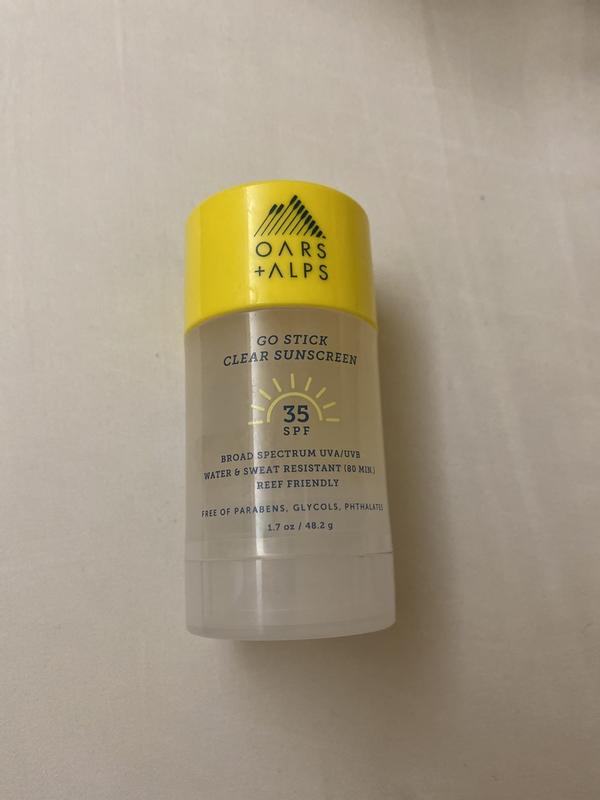 OARS
+ALPS
GO STICK
CLEAR SUNSCREEN
35
SPF
BROAD SPECTRUM UVA/UVB
WATER & SWEAT RESISTANT (80 MIN.)
REEF FRIENDLY
FREE OF PARABENS, GLYCOLS, PHTHALATES
1.7 oz / 48.2 g